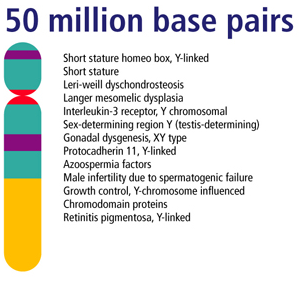 50 million base pairs
Short stature homeo box, Y-linked
Short stature
Leri-weill dyschondrosteosis
Langer mesomelic dysplasia
Interleukin-3 receptor, Y chromosomal
Sex-determining region Y (testis-determining)
Gonadal dysgenesis, XY type
Protocadherin 11, Y-linked
Azoospermia factors
Male infertility due to spermatogenic failure
Growth control, Y-chromosome influenced
Chromodomain proteins
Retinitis pigmentosa, Y-linked